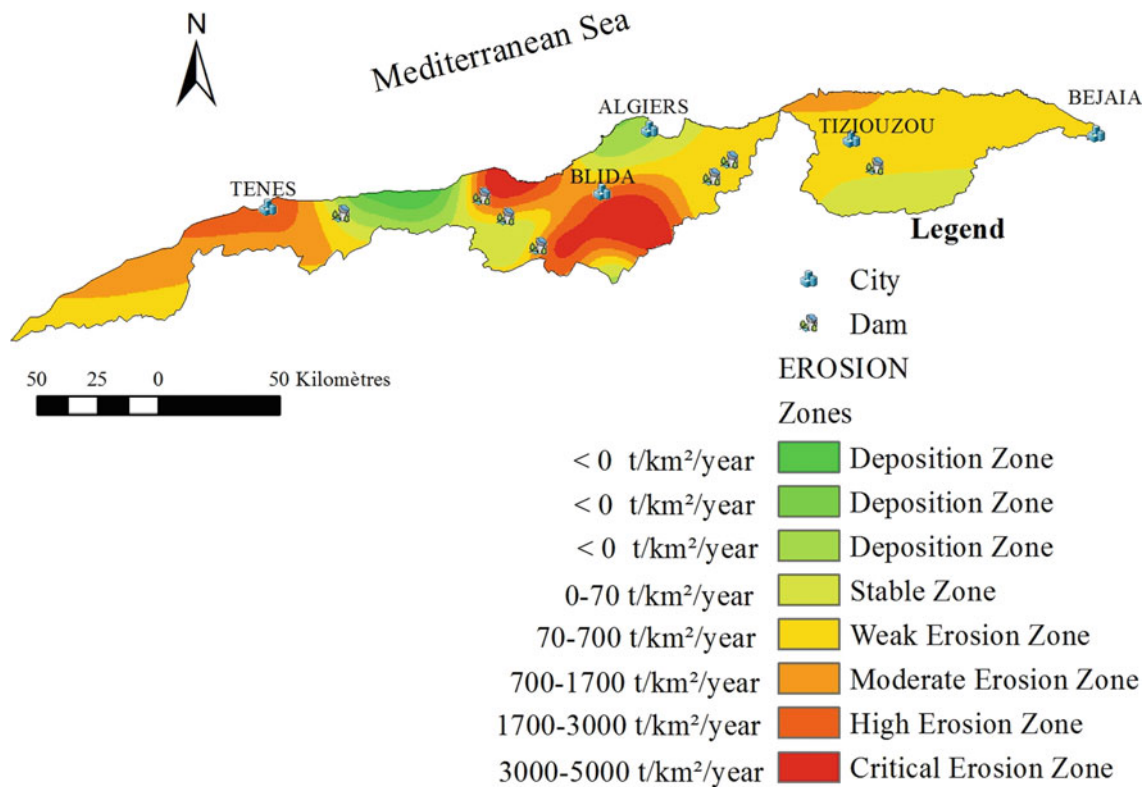 N
Mediterranean Sea
ALGIERS
BEJAIA
TIZIOUZOU
BLIDA
TENES
Legend
City
Dam
50 25 0 50 Kilomètres
EROSION
Zones
< 0 t/km²/year Deposition Zone
< 0 t/km²/year Deposition Zone
< 0 t/km²/year Deposition Zone
0-70 t/km²/year Stable Zone
70-700 t/km²/year Weak Erosion Zone
700-1700 t/km²/year Moderate Erosion Zone
1700-3000 t/km²/year High Erosion Zone
3000-5000 t/km²/year Critical Erosion Zone